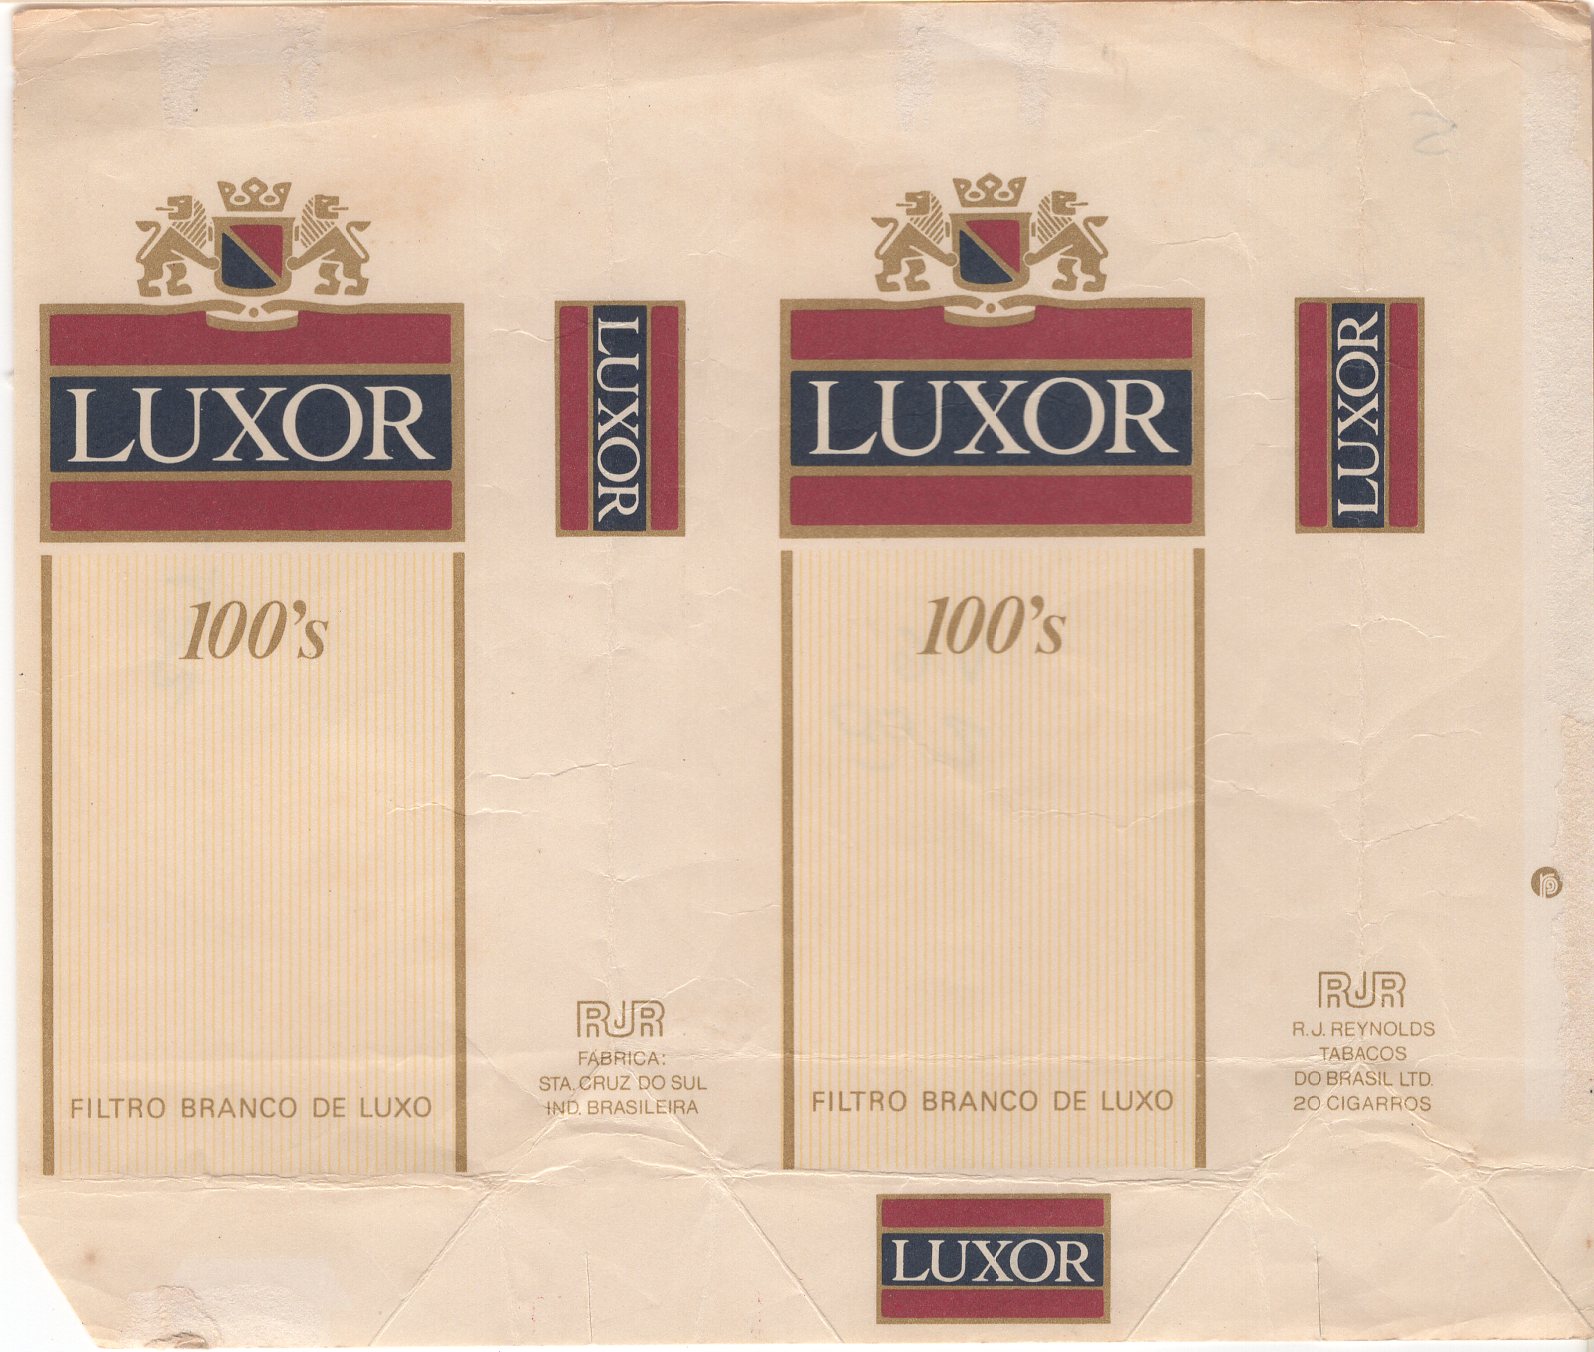 LUXOR
100's
FILTRO BRANCO DE LUXO
LUXOR
RJR
FÁBRICA:
STA. CRUZ DO SUL
IND. BRASILEIRA
LUXOR
100's
FILTRO BRANCO DE LUXO
LUXOR
LUXOR
RJR
R.J. REYNOLDS
TABACOS
DO BRASIL LTD.
20 CIGARROS